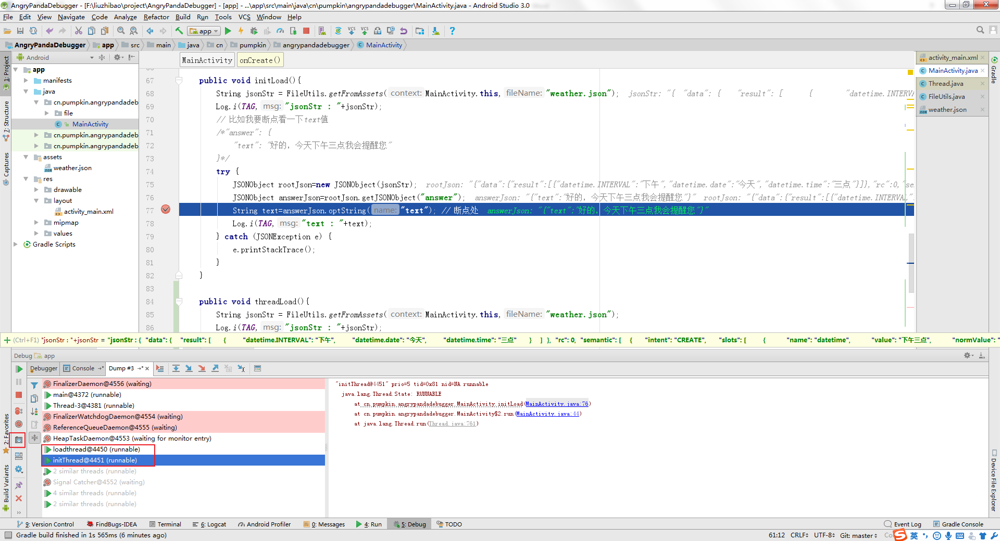 AngryPandaDebugger - [F:\liuzhibao\project\AngryPandaDebugger] - [app] - ...\app\src\main\java\cn\pumpkin\angrypandadebugger\MainActivity.java - Android Studio 3.0
File Edit View Navigate Code Analyze Refactor Build Run Tools VCS Window Help
app
AngryPandaDebugger app src main java cn pumpkin angrypandadebugger MainActivity
1: Project
7: Structure
Captures
2: Favorites
Build Variants
Android
app
manifests
java
cn.pumpkin.angrypandadeb
file
MainActivity
cn.pumpkin.angrypandadeb
cn.pumpkin.angrypandadeb
assets
weather.json
res
drawable
layout
activity_main.xml
mipmap
values
Gradle Scripts
MainActivity onCreate()
67 public void initLoad(){
68 String jsonStr = FileUtils.getFromAssets( context: MainActivity.this, fileName: "weather.json"); jsonStr: "{ "data": { "result": [ { "datetime.INTERVA
69 Log.i(TAG, msg: "jsonStr : "+jsonStr);
70 // 比如我要断点看一下text值
71 /*"answer": {
72 "text": "好的，今天下午三点我会提醒您"
73 }*/
74 try {
75 JSONObject rootJson=new JSONObject(jsonStr); rootJson: "{"data":{"result":[{"datetime.INTERVAL":"下午","datetime.date":"今天","datetime.time":"三点"}]},"rc":0,"se
76 JSONObject answerJson=rootJson.getJSONObject("answer"); answerJson: "{"text":"好的，今天下午三点我会提醒您"}" rootJson: "{"data":{"result":[{"datetime.INTERVAL"
77 String text=answerJson.optString( name: "text"); // 断点处 answerJson: "{"text":"好的，今天下午三点我会提醒您"}"
78 Log.i(TAG, msg: "text : "+text);
79 } catch (JSONException e) {
80 e.printStackTrace();
81 }
82 }
83
84 public void threadLoad(){
85 String jsonStr = FileUtils.getFromAssets( context: MainActivity.this, fileName: "weather.json");
86 Log.i(TAG, msg: "jsonStr : "+jsonStr);
activity_main.xml
MainActivity.java
Thread.java
FileUtils.java
weather.json
Gradle
Device File Explorer
(Ctrl+F1) "jsonStr : "+jsonStr = "jsonStr : { "data": { "result": [ { "datetime.INTERVAL": "下午", "datetime.date": "今天", "datetime.time": "三点" } ] }, "rc": 0, "semantic": [ { "intent": "CREATE", "slots": [ { "name": "datetime", "value": "下午三点", "normValue": "
Debug app
Debugger Console Dump #3
FinalizerDaemon@4556 (waiting)
main@4372 (runnable)
Thread-3@4381 (runnable)
FinalizerWatchdogDaemon@4554 (waiting)
ReferenceQueueDaemon@4555 (waiting)
HeapTaskDaemon@4553 (waiting for monitor entry)
loadthread@4450 (runnable)
initThread@4451 (runnable)
2 similar threads (runnable)
Signal Catcher@4552 (waiting)
4 similar threads (runnable)
2 similar threads (runnable)
"initThread@4451" prio=5 tid=0x81 nid=NA runnable
java.lang.Thread.State: RUNNABLE
at cn.pumpkin.angrypandadebugger.MainActivity.initLoad(MainActivity.java:76)
at cn.pumpkin.angrypandadebugger.MainActivity$2.run(MainActivity.java:44)
at java.lang.Thread.run(Thread.java:761)
9: Version Control FindBugs-IDEA Terminal 6: Logcat Android Profiler 0: Messages 4: Run 5: Debug TODO Event Log Gradle Console
Gradle build finished in 1s 565ms (6 minutes ago) 61:12 CRLF UTF-8 Git: master 英